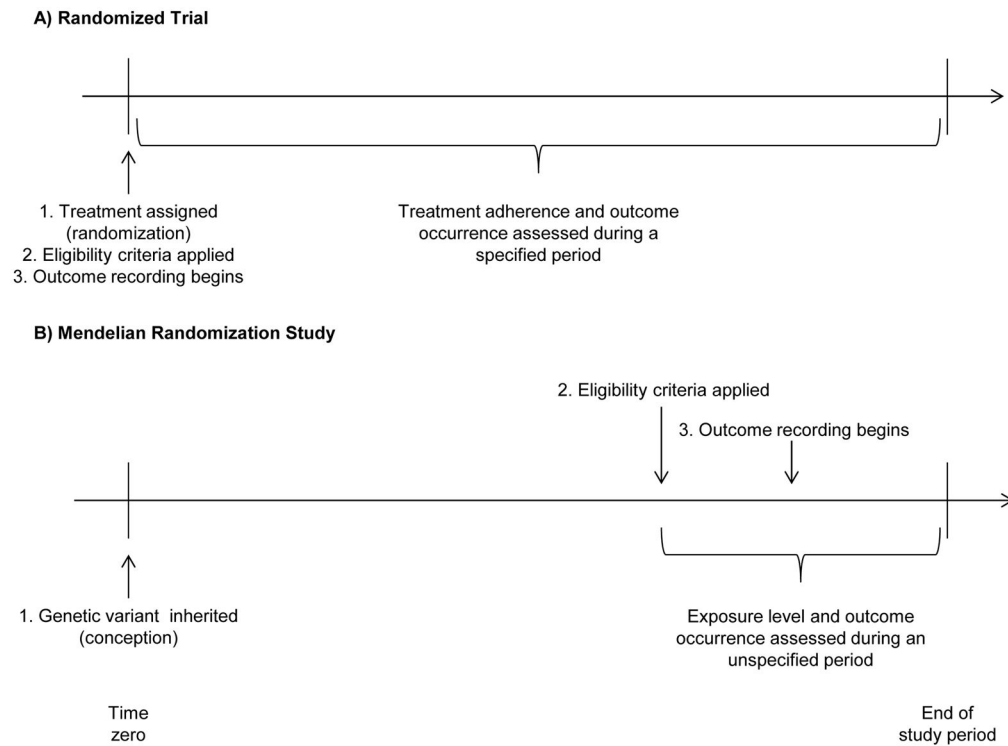 A) Randomized Trial
1. Treatment assigned
(randomization)
2. Eligibility criteria applied
3. Outcome recording begins
Treatment adherence and outcome
occurrence assessed during a
specified period
B) Mendelian Randomization Study
2. Eligibility criteria applied
3. Outcome recording begins
1. Genetic variant inherited
(conception)
Exposure level and outcome
occurrence assessed during an
unspecified period
Time
zero
End of
study period